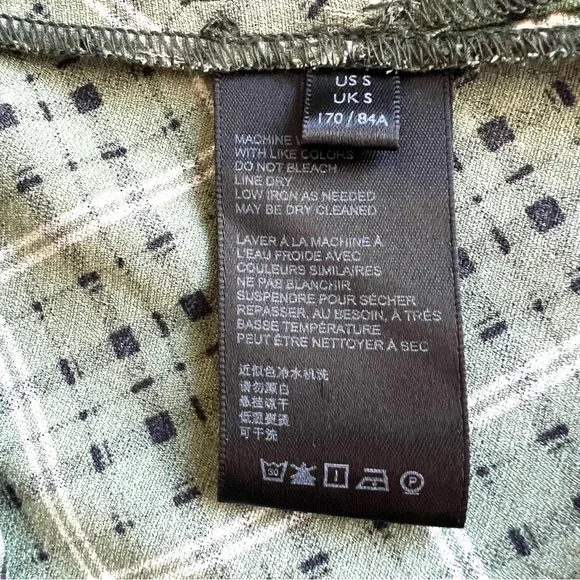 US S
UK S
170 / 84A
MACHINE
WITH LIKE COLORS
DO NOT BLEACH
LINE DRY
LOW IRON AS NEEDED
MAY BE DRY CLEANED
LAVER À LA MACHINE À
L'EAU FROIDE AVEC
COULEURS SIMILAIRES
NE PAS BLANCHIR
SUSPENDRE POUR SÉCHER
REPASSER, AU BESOIN, À TRÈS
BASSE TEMPÉRATURE
PEUT ÊTRE NETTOYER À SEC
近似色冷水机洗
请勿漂白
悬挂晾干
低温熨烫
可干洗
30
P